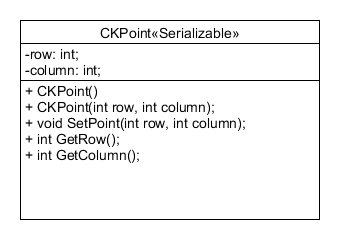 CKPoint«Serializable»
-row: int;
-column: int;
+ CKPoint()
+ CKPoint(int row, int column);
+ void SetPoint(int row, int column);
+ int GetRow();
+ int GetColumn();